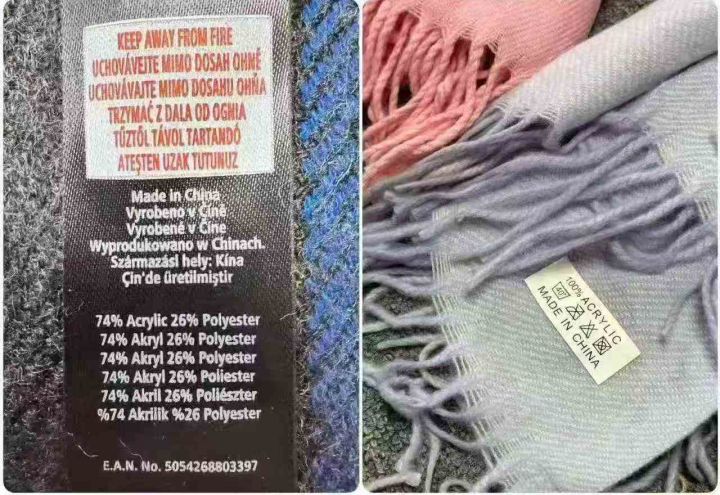 KEEP AWAY FROM FIRE
UCHOVÁVEJTE MIMO DOSAH OHNĚ
UCHOVÁVAJTE MIMO DOSAHU OHŇA
TRZYMAĆ Z DALA OD OGNIA
TŰZTŐL TÁVOL TARTANDÓ
ATEŞTEN UZAK TUTUNUZ
Made in China
Vyrobeno v Číně
Vyrobené v Číne
Wyprodukowano w Chinach.
Származási hely: Kína
Çin'de üretilmiştir
74% Acrylic 26% Polyester
74% Akryl 26% Polyester
74% Akryl 26% Polyester
74% Akryl 26% Poliester
74% Akril 26% Poliészter
%74 Akrilik %26 Polyester
E.A.N. No. 5054268803397
100% ACRYLIC
40
MADE IN CHINA